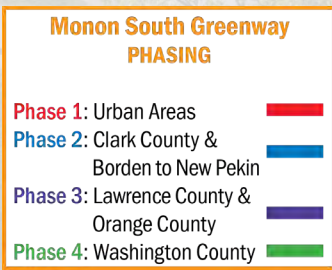 Monon South Greenway
PHASING
Phase 1: Urban Areas
Phase 2: Clark County &
Borden to New Pekin
Phase 3: Lawrence County &
Orange County
Phase 4: Washington County